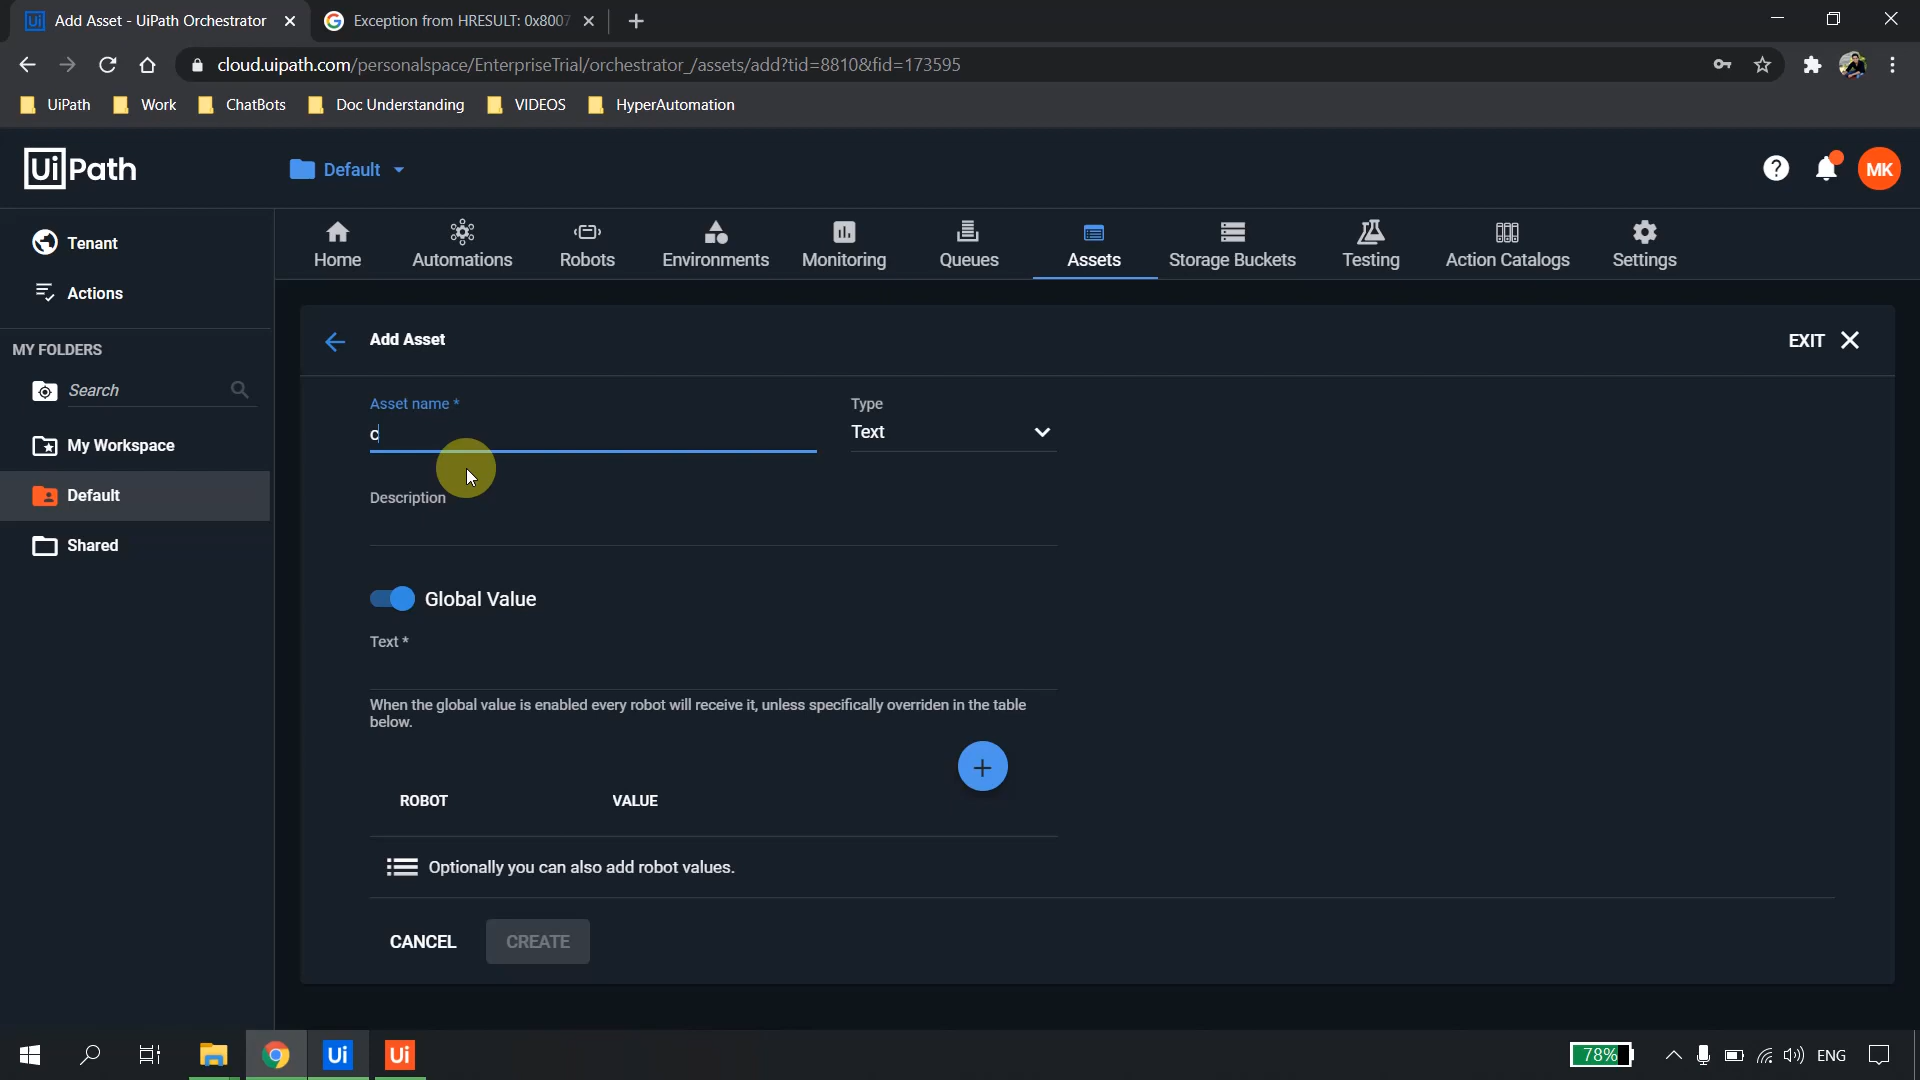 Add Asset - UiPath Orchestrator
Exception from HRESULT: 0x8007
cloud.uipath.com/personalspace/EnterpriseTrial/orchestrator_/assets/add?tid=8810&fid=173595
UiPath
Work
ChatBots
Doc Understanding
VIDEOS
HyperAutomation
UiPath
Default
MK
Tenant
Actions
MY FOLDERS
Search
My Workspace
Default
Shared
Home
Automations
Robots
Environments
Monitoring
Queues
Assets
Storage Buckets
Testing
Action Catalogs
Settings
Add Asset
EXIT
Asset name *
c
Type
Text
Description
Global Value
Text *
When the global value is enabled every robot will receive it, unless specifically overriden in the table
below.
ROBOT
VALUE
Optionally you can also add robot values.
CANCEL
CREATE
Ui
Ui
78%
ENG